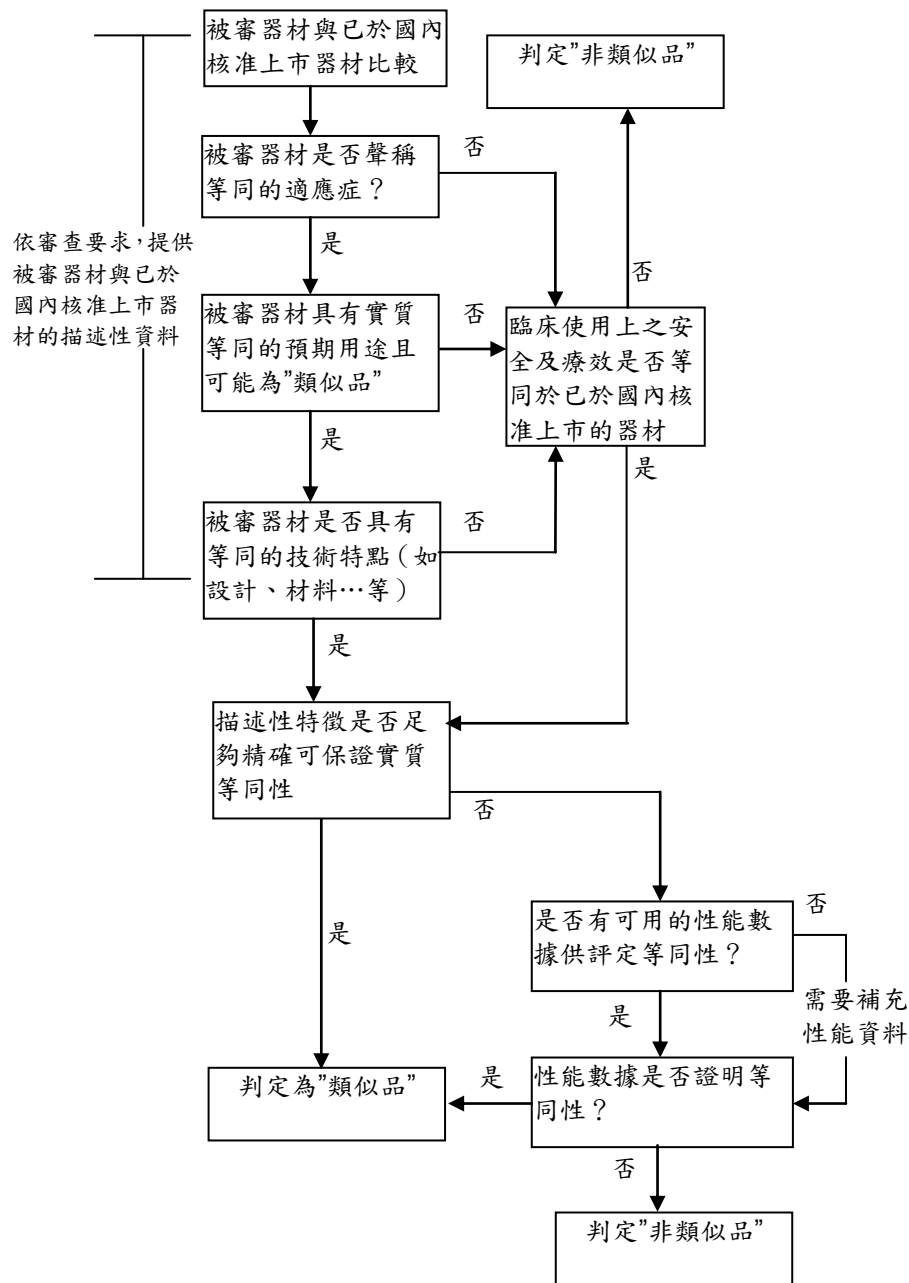 被審器材與已於國內
核准上市器材比較
判定”非類似品”
被審器材是否聲稱
等同的適應症？
否
是
否
依審查要求，提供
被審器材與已於
國內核准上市器
材的描述性資料
被審器材具有實質
等同的預期用途且
可能為”類似品”
否
臨床使用上之安
全及療效是否等
同於已於國內核
准上市的器材
是
是
被審器材是否具有
等同的技術特點（如
設計、材料…等）
否
是
描述性特徵是否足
夠精確可保證實質
等同性
否
是
是否有可用的性能數
據供評定等同性？
否
需要補充
性能資料
是
判定為”類似品”
是
性能數據是否證明等
同性？
否
判定”非類似品”